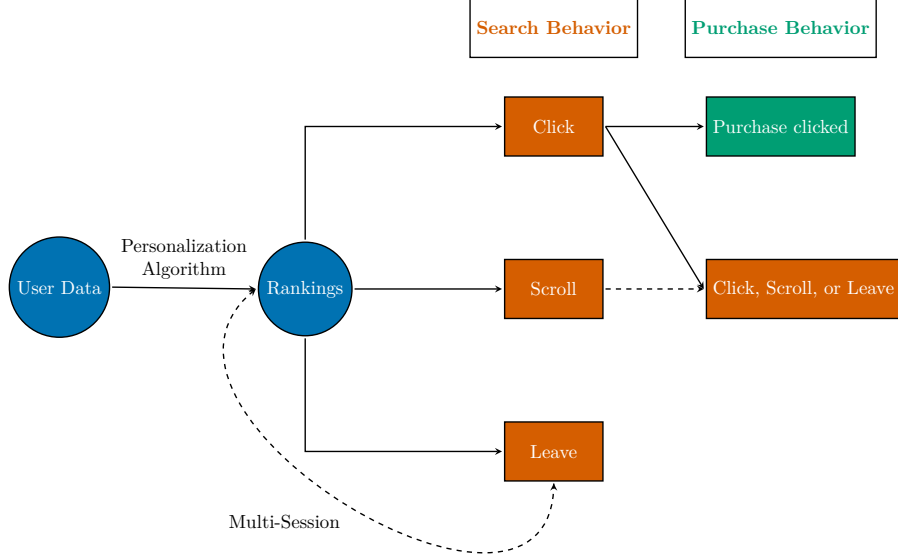 Search Behavior
Purchase Behavior
Click
Purchase clicked
Personalization
Algorithm
User Data
Rankings
Scroll
Click, Scroll, or Leave
Leave
Multi-Session